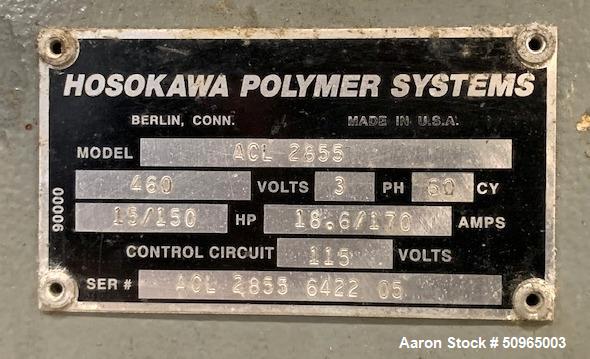 HOSOKAWA POLYMER SYSTEMS
BERLIN, CONN. MADE IN U.S.A.
MODEL ACL 2855
460 VOLTS 3 PH 60 CY
15/150 HP 18.6/170 AMPS
CONTROL CIRCUIT 115 VOLTS
SER # ACL 2855 6422 05
90000
Aaron Stock # 50965003